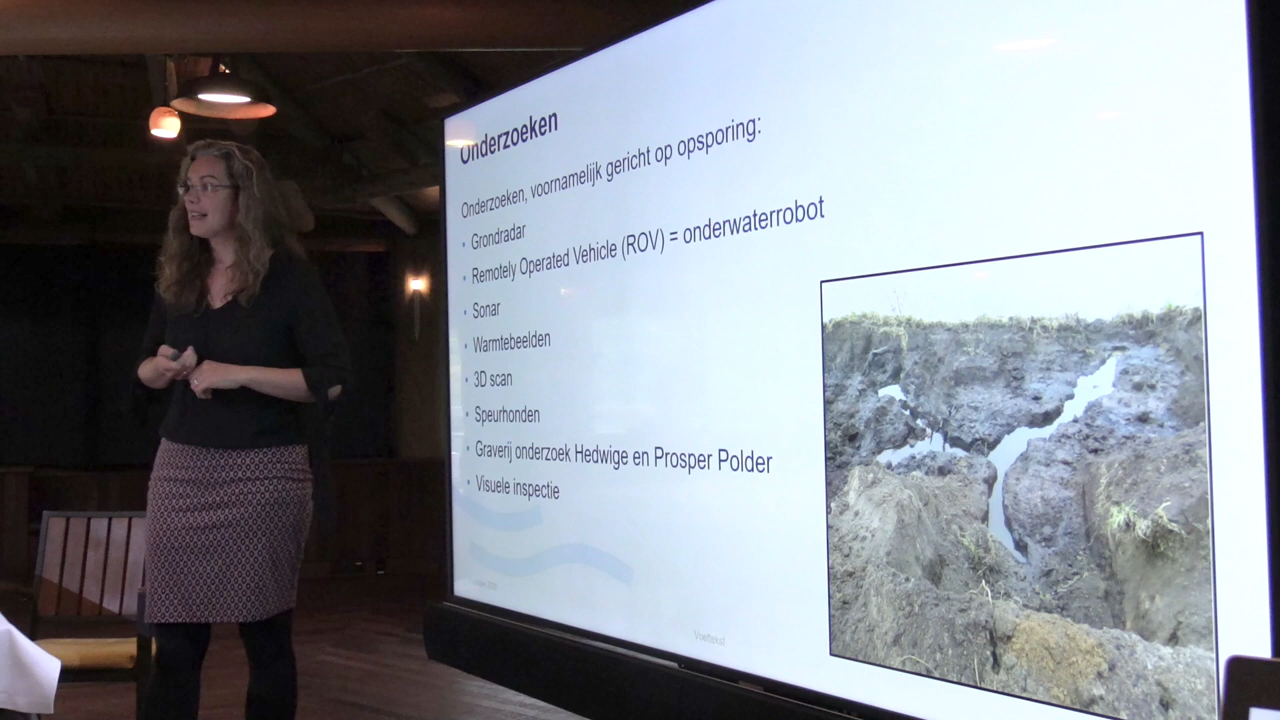 Onderzoeken
Onderzoeken, voornamelijk gericht op opsporing:
• Grondradar
• Remotely Operated Vehicle (ROV) = onderwaterrobot
• Sonar
• Warmtebeelden
• 3D scan
• Speurhonden
• Graverij onderzoek Hedwige en Prosper Polder
• Visuele inspectie
Voettekst